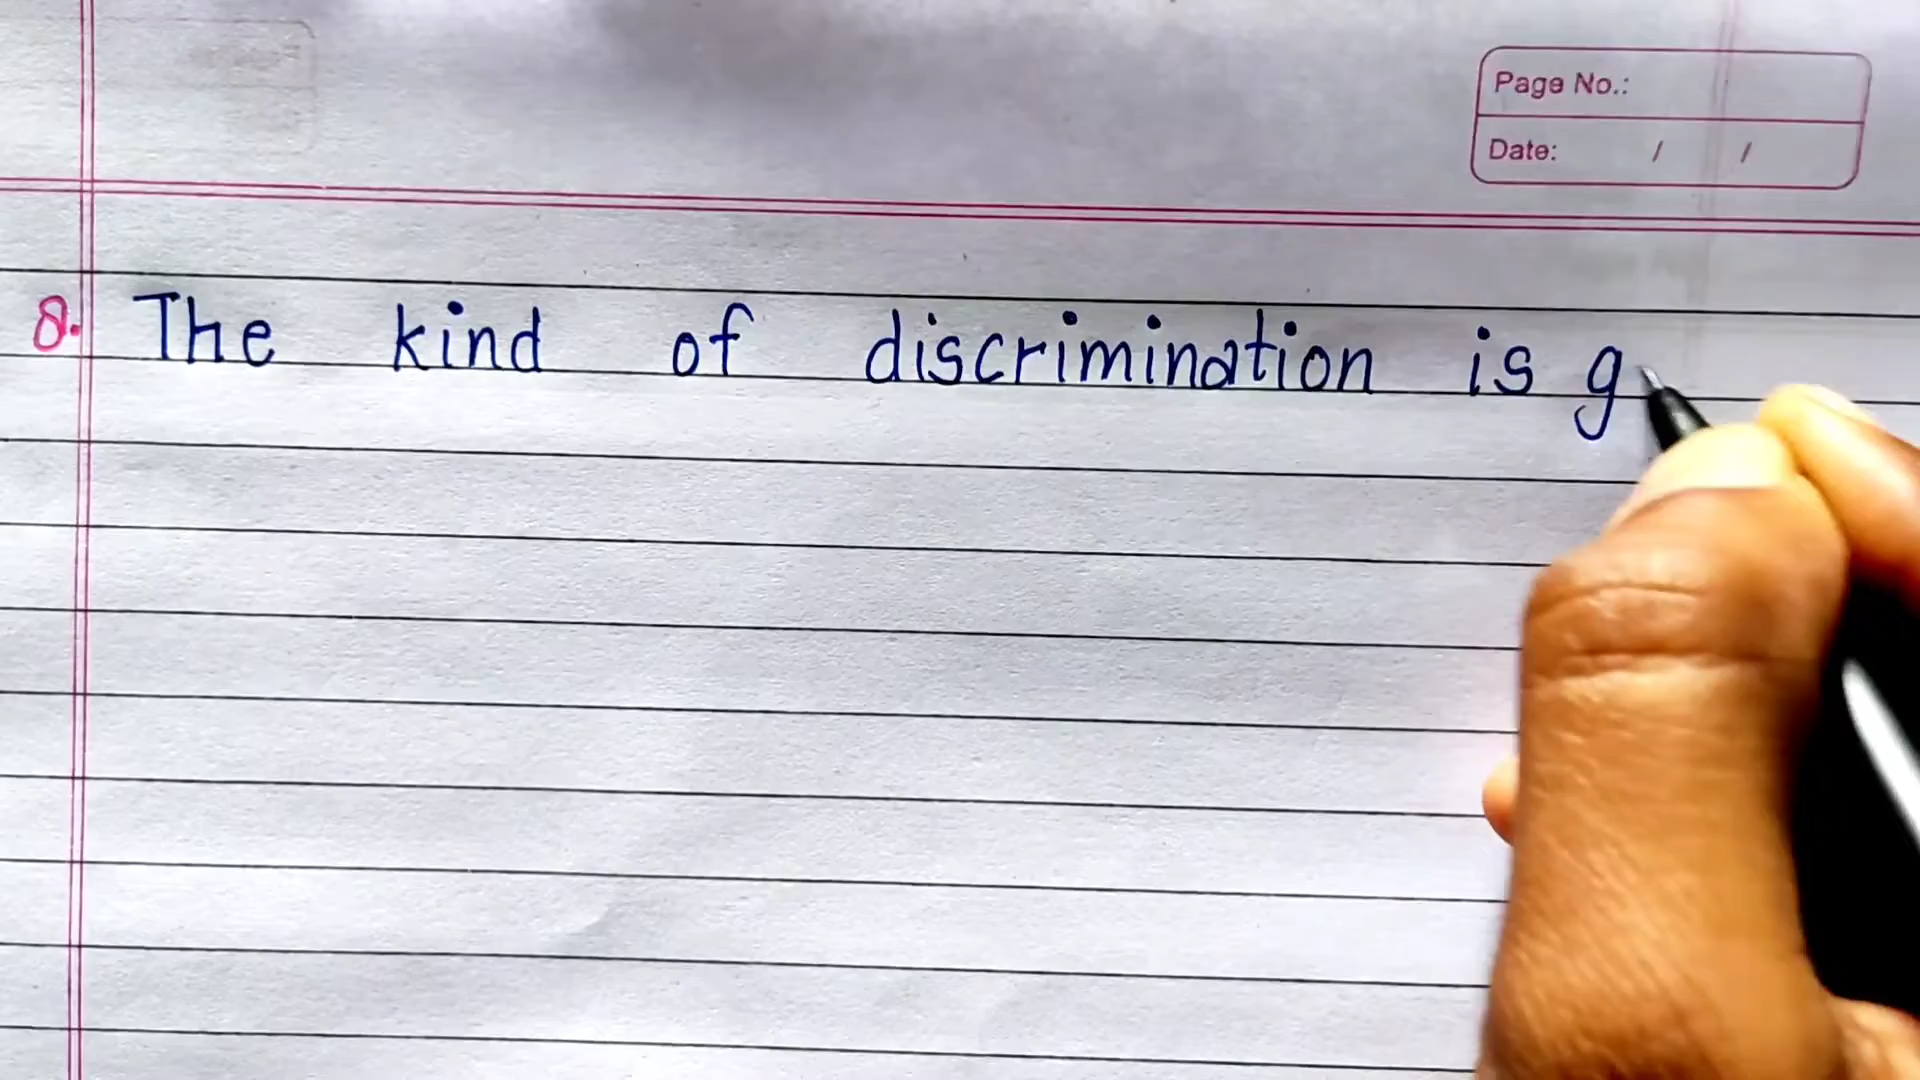 Page No.:
Date: / /
8. The kind of discrimination is g